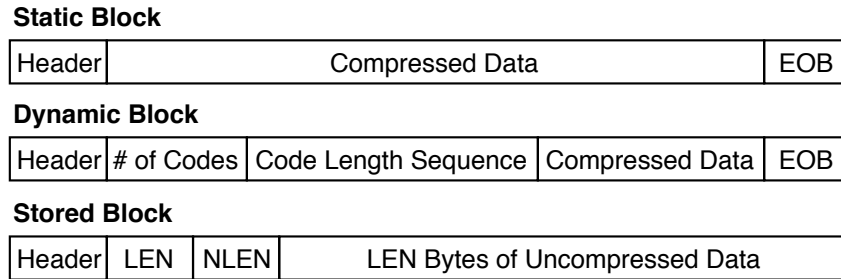 Static Block
Header Compressed Data EOB
Dynamic Block
Header # of Codes Code Length Sequence Compressed Data EOB
Stored Block
Header LEN NLEN LEN Bytes of Uncompressed Data